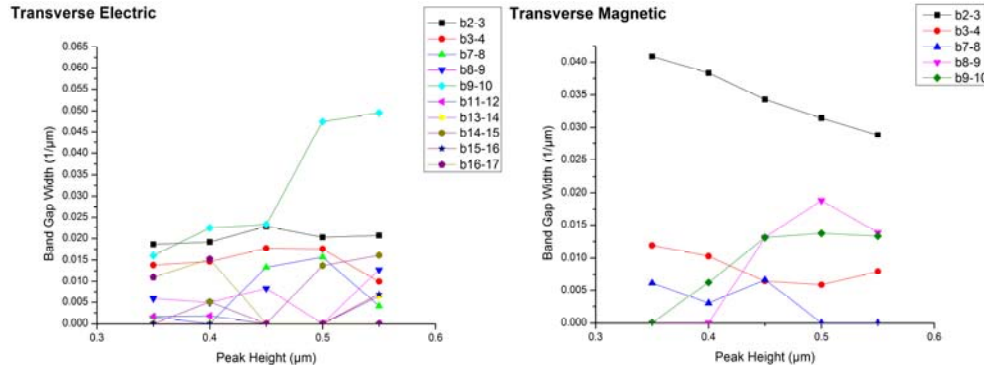 Transverse Electric
b2-3
b3-4
b7-8
b8-9
b9-10
b11-12
b13-14
b14-15
b15-16
b16-17
0.065
0.060
0.055
0.050
0.045
0.040
0.035
0.030
0.025
0.020
0.015
0.010
0.005
0.000
Band Gap Width (1/μm)
0.3
0.4
0.5
0.6
Peak Height (μm)
Transverse Magnetic
b2-3
b3-4
b7-8
b8-9
b9-10
0.040
0.035
0.030
0.025
0.020
0.015
0.010
0.005
0.000
Band Gap Width (1/μm)
0.3
0.4
0.5
0.6
Peak Height (μm)